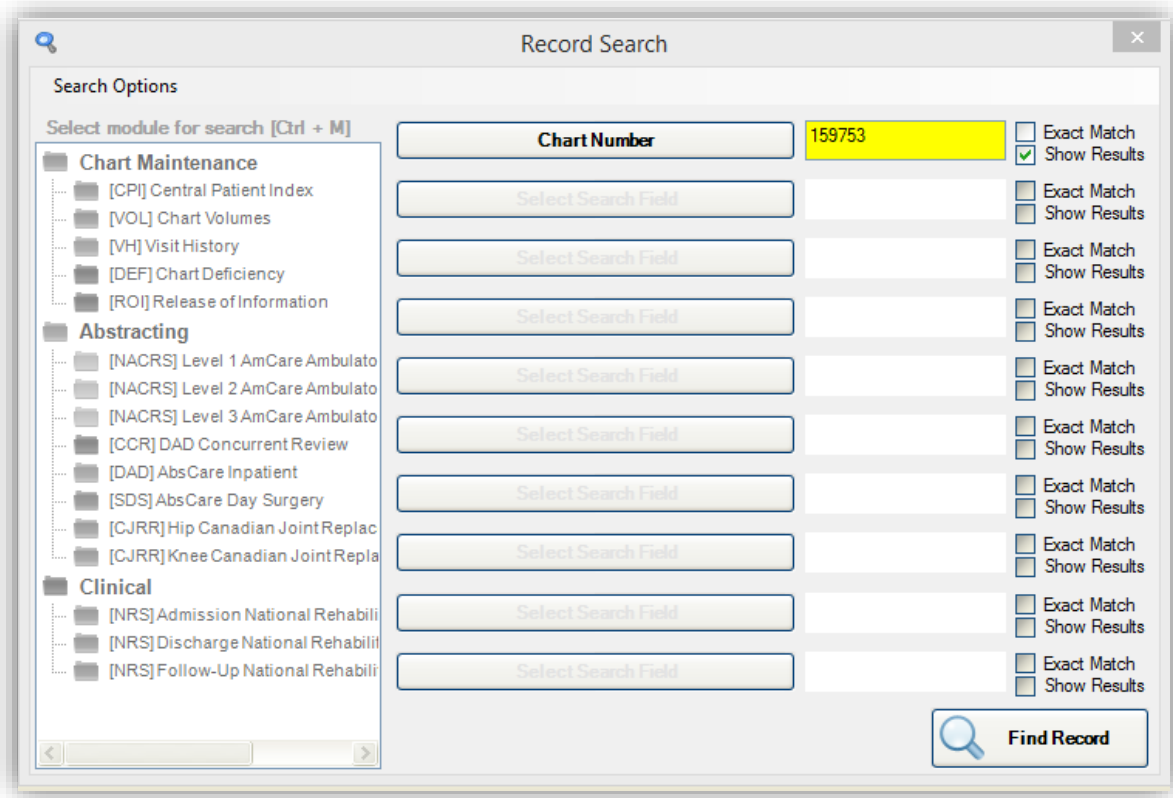 Record Search
Search Options
Select module for search [Ctrl + M]
Chart Maintenance
[CPI] Central Patient Index
[VOL] Chart Volumes
[VH] Visit History
[DEF] Chart Deficiency
[ROI] Release of Information
Abstracting
[NACRS] Level 1 AmCare Ambulato
[NACRS] Level 2 AmCare Ambulato
[NACRS] Level 3 AmCare Ambulato
[CCR] DAD Concurrent Review
[DAD] AbsCare Inpatient
[SDS] AbsCare Day Surgery
[CJRR] Hip Canadian Joint Replac
[CJRR] Knee Canadian Joint Repla
Clinical
[NRS] Admission National Rehabili
[NRS] Discharge National Rehabilit
[NRS] Follow-Up National Rehabilit
Chart Number
159753
Exact Match
Show Results
Select Search Field
Exact Match
Show Results
Select Search Field
Exact Match
Show Results
Select Search Field
Exact Match
Show Results
Select Search Field
Exact Match
Show Results
Select Search Field
Exact Match
Show Results
Select Search Field
Exact Match
Show Results
Select Search Field
Exact Match
Show Results
Select Search Field
Exact Match
Show Results
Select Search Field
Exact Match
Show Results
Find Record